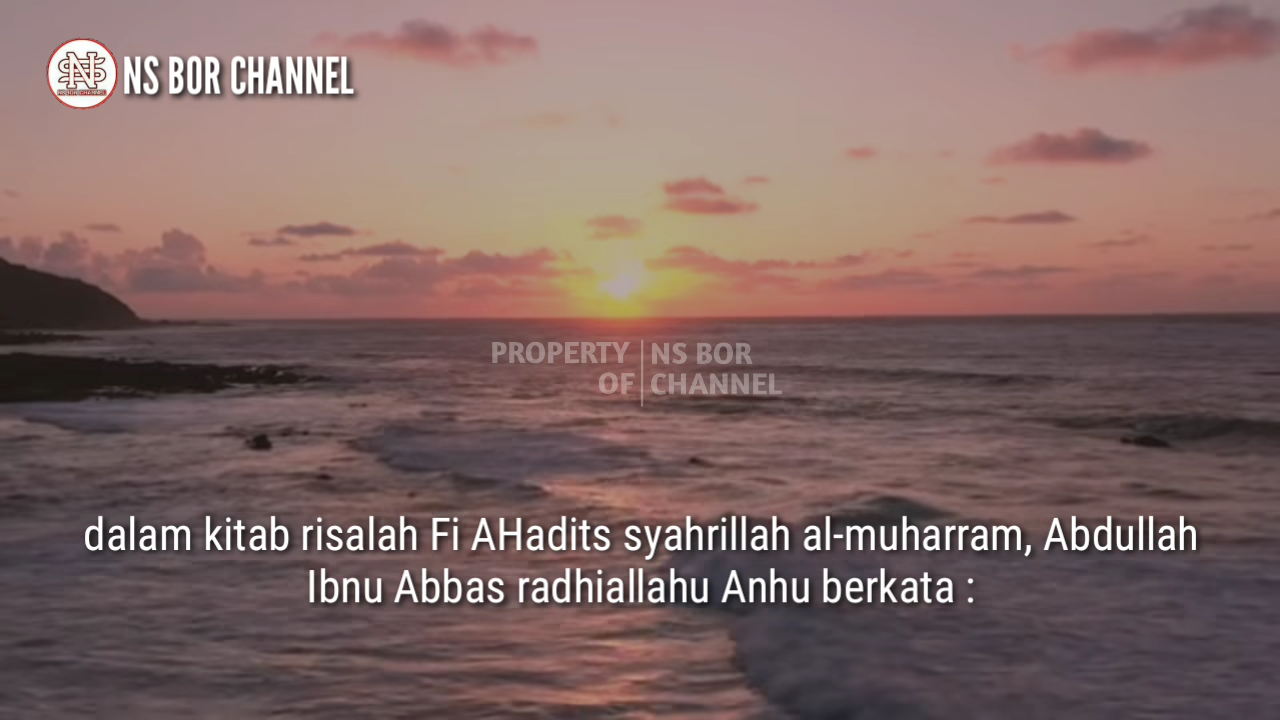 NS BOR CHANNEL
PROPERTY OF
NS BOR CHANNEL
dalam kitab risalah Fi AHadits syahrillah al-muharram, Abdullah
Ibnu Abbas radhiallahu Anhu berkata :